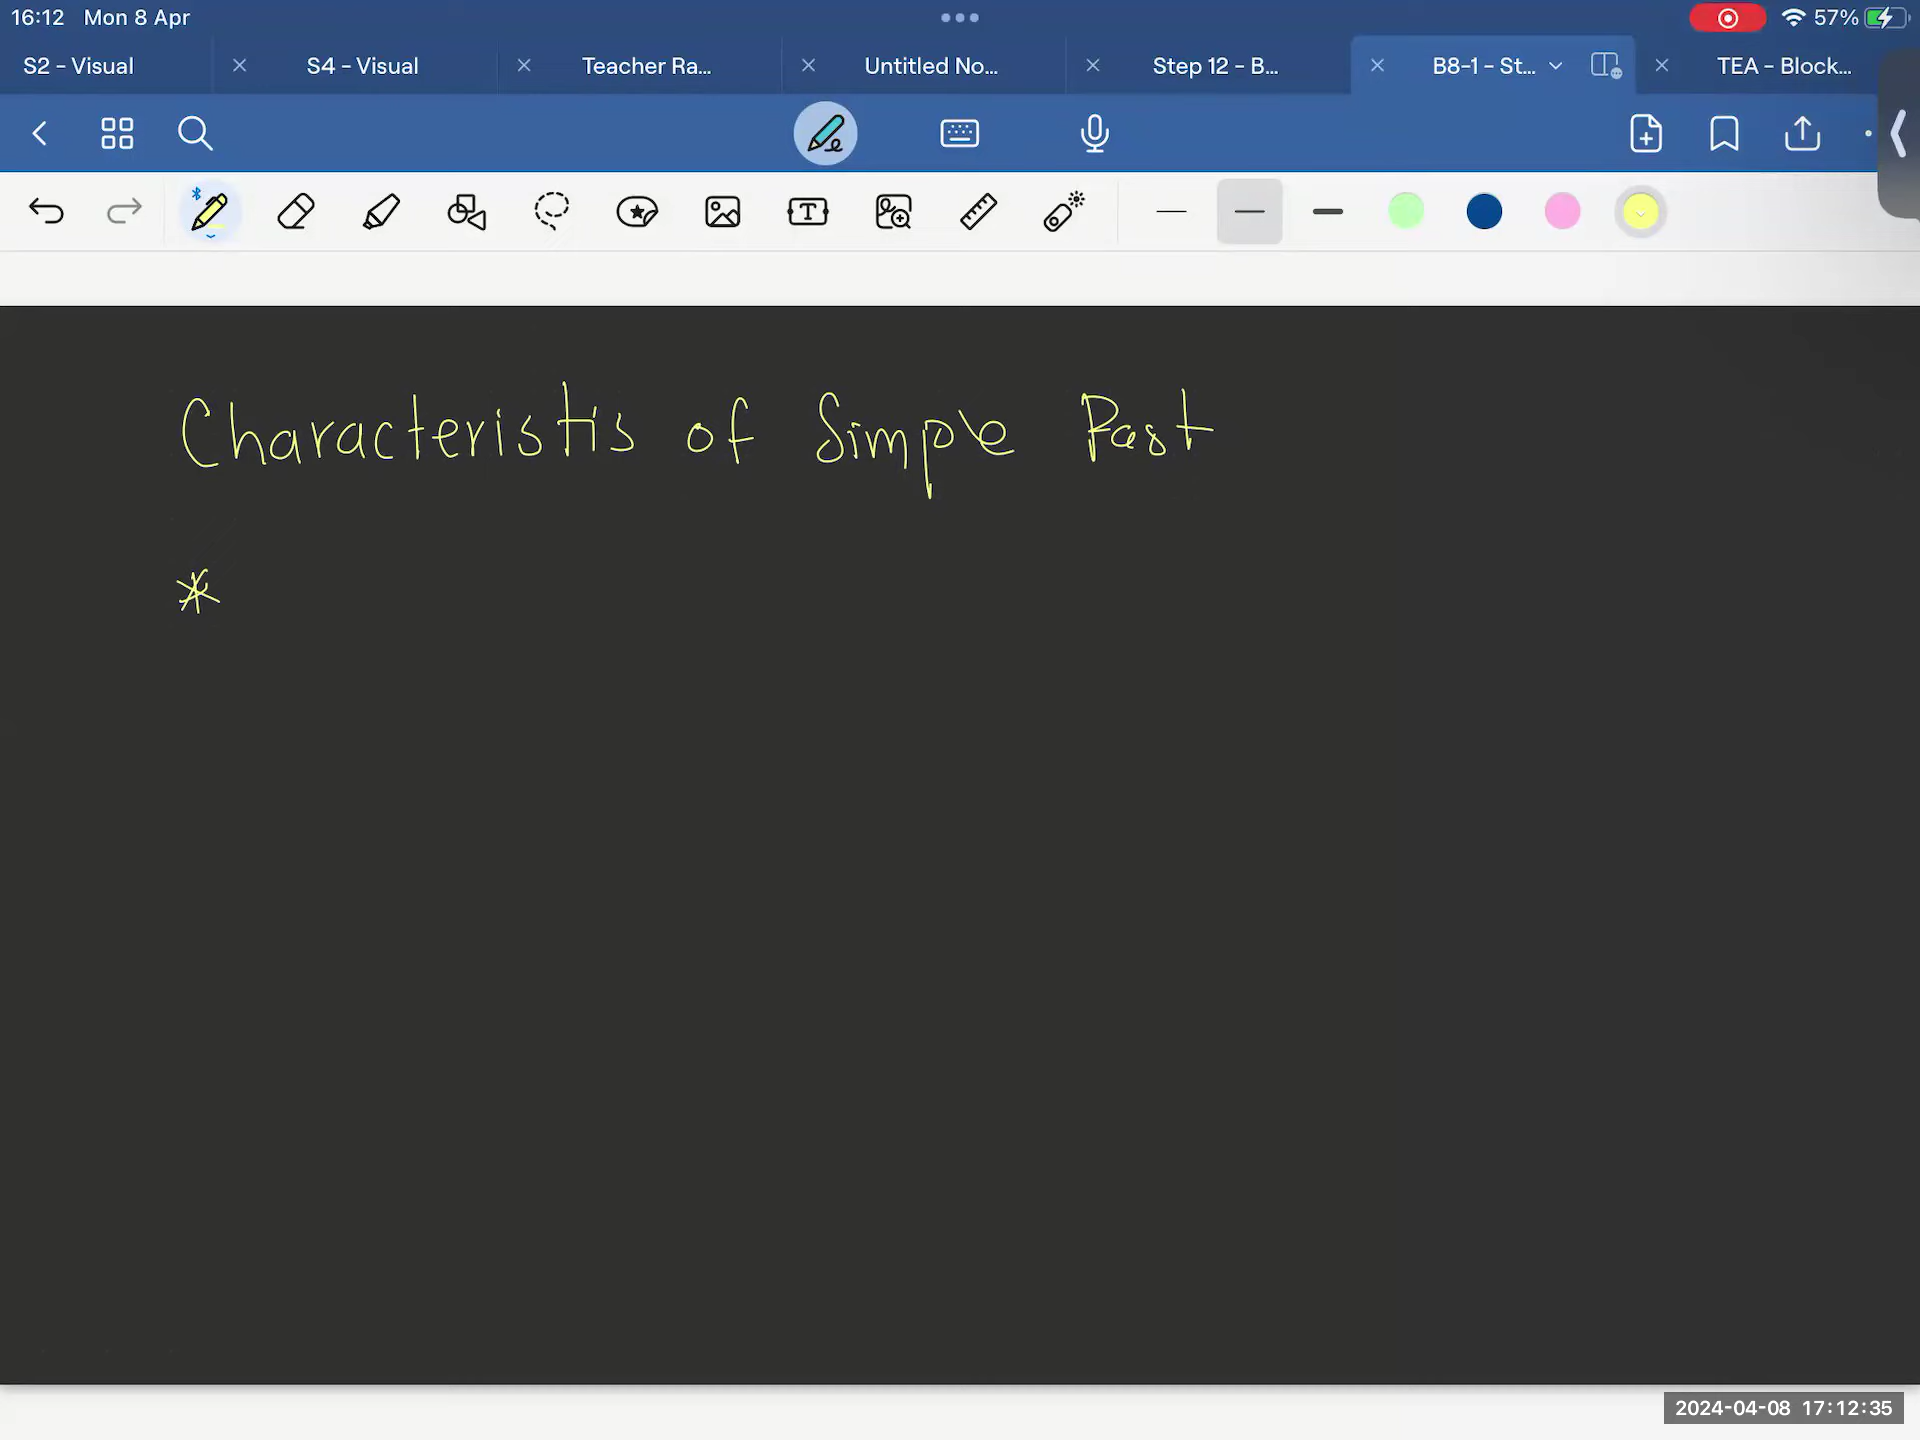 16:12 Mon 8 Apr 57%
S2 - Visual S4 - Visual Teacher Ra... Untitled No... Step 12 - B... B8-1 - St... TEA - Block...
Characteristis of Simple Past
*
2024-04-08 17:12:35